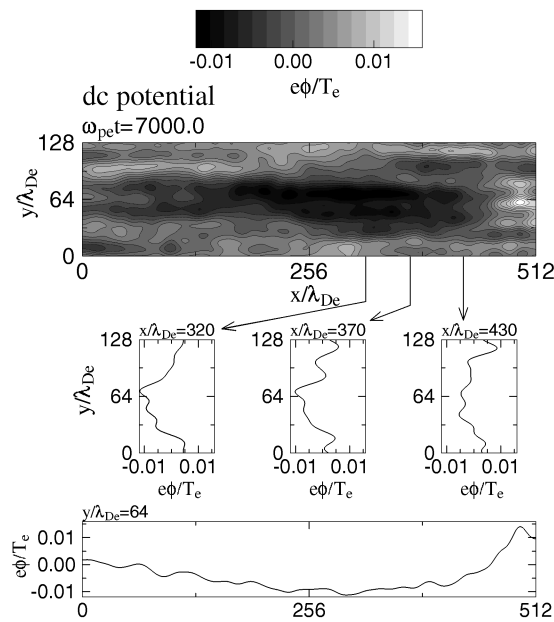 -0.01 0.00 0.01
eϕ/Te
dc potential
ωpet=7000.0
128
64
0
y/λDe
0 256 512
x/λDe
x/λDe=320 x/λDe=370 x/λDe=430
128 128 128
64 64 64
0 0 0
y/λDe
-0.01 0.01 -0.01 0.01 -0.01 0.01
eϕ/Te eϕ/Te eϕ/Te
y/λDe=64
0.01
0.00
-0.01
eϕ/Te
0 256 512